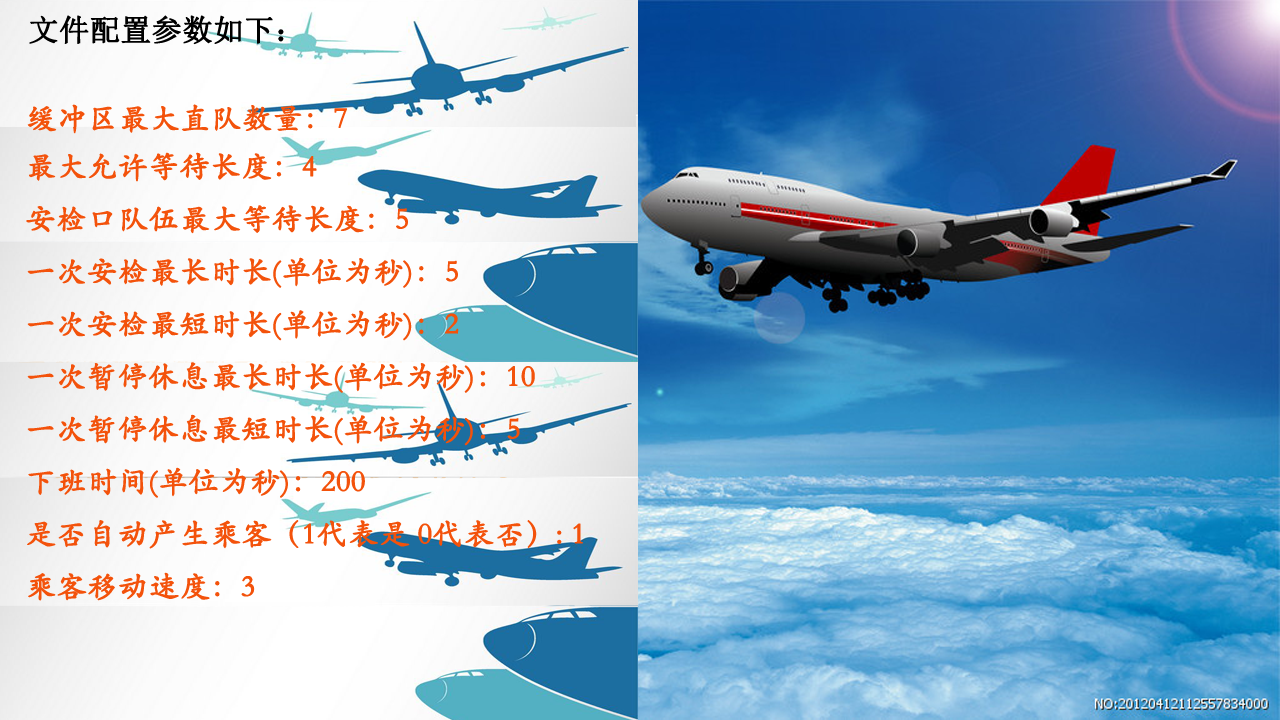 文件配置参数如下：
缓冲区最大直队数量：7
最大允许等待长度：4
安检口队伍最大等待长度：5
一次安检最长时长(单位为秒)：5
一次安检最短时长(单位为秒)：2
一次暂停休息最长时长(单位为秒)：10
一次暂停休息最短时长(单位为秒)：5
下班时间(单位为秒)：200
是否自动产生乘客（1代表是 0代表否）: 1
乘客移动速度：3
NO:20120412112557834000